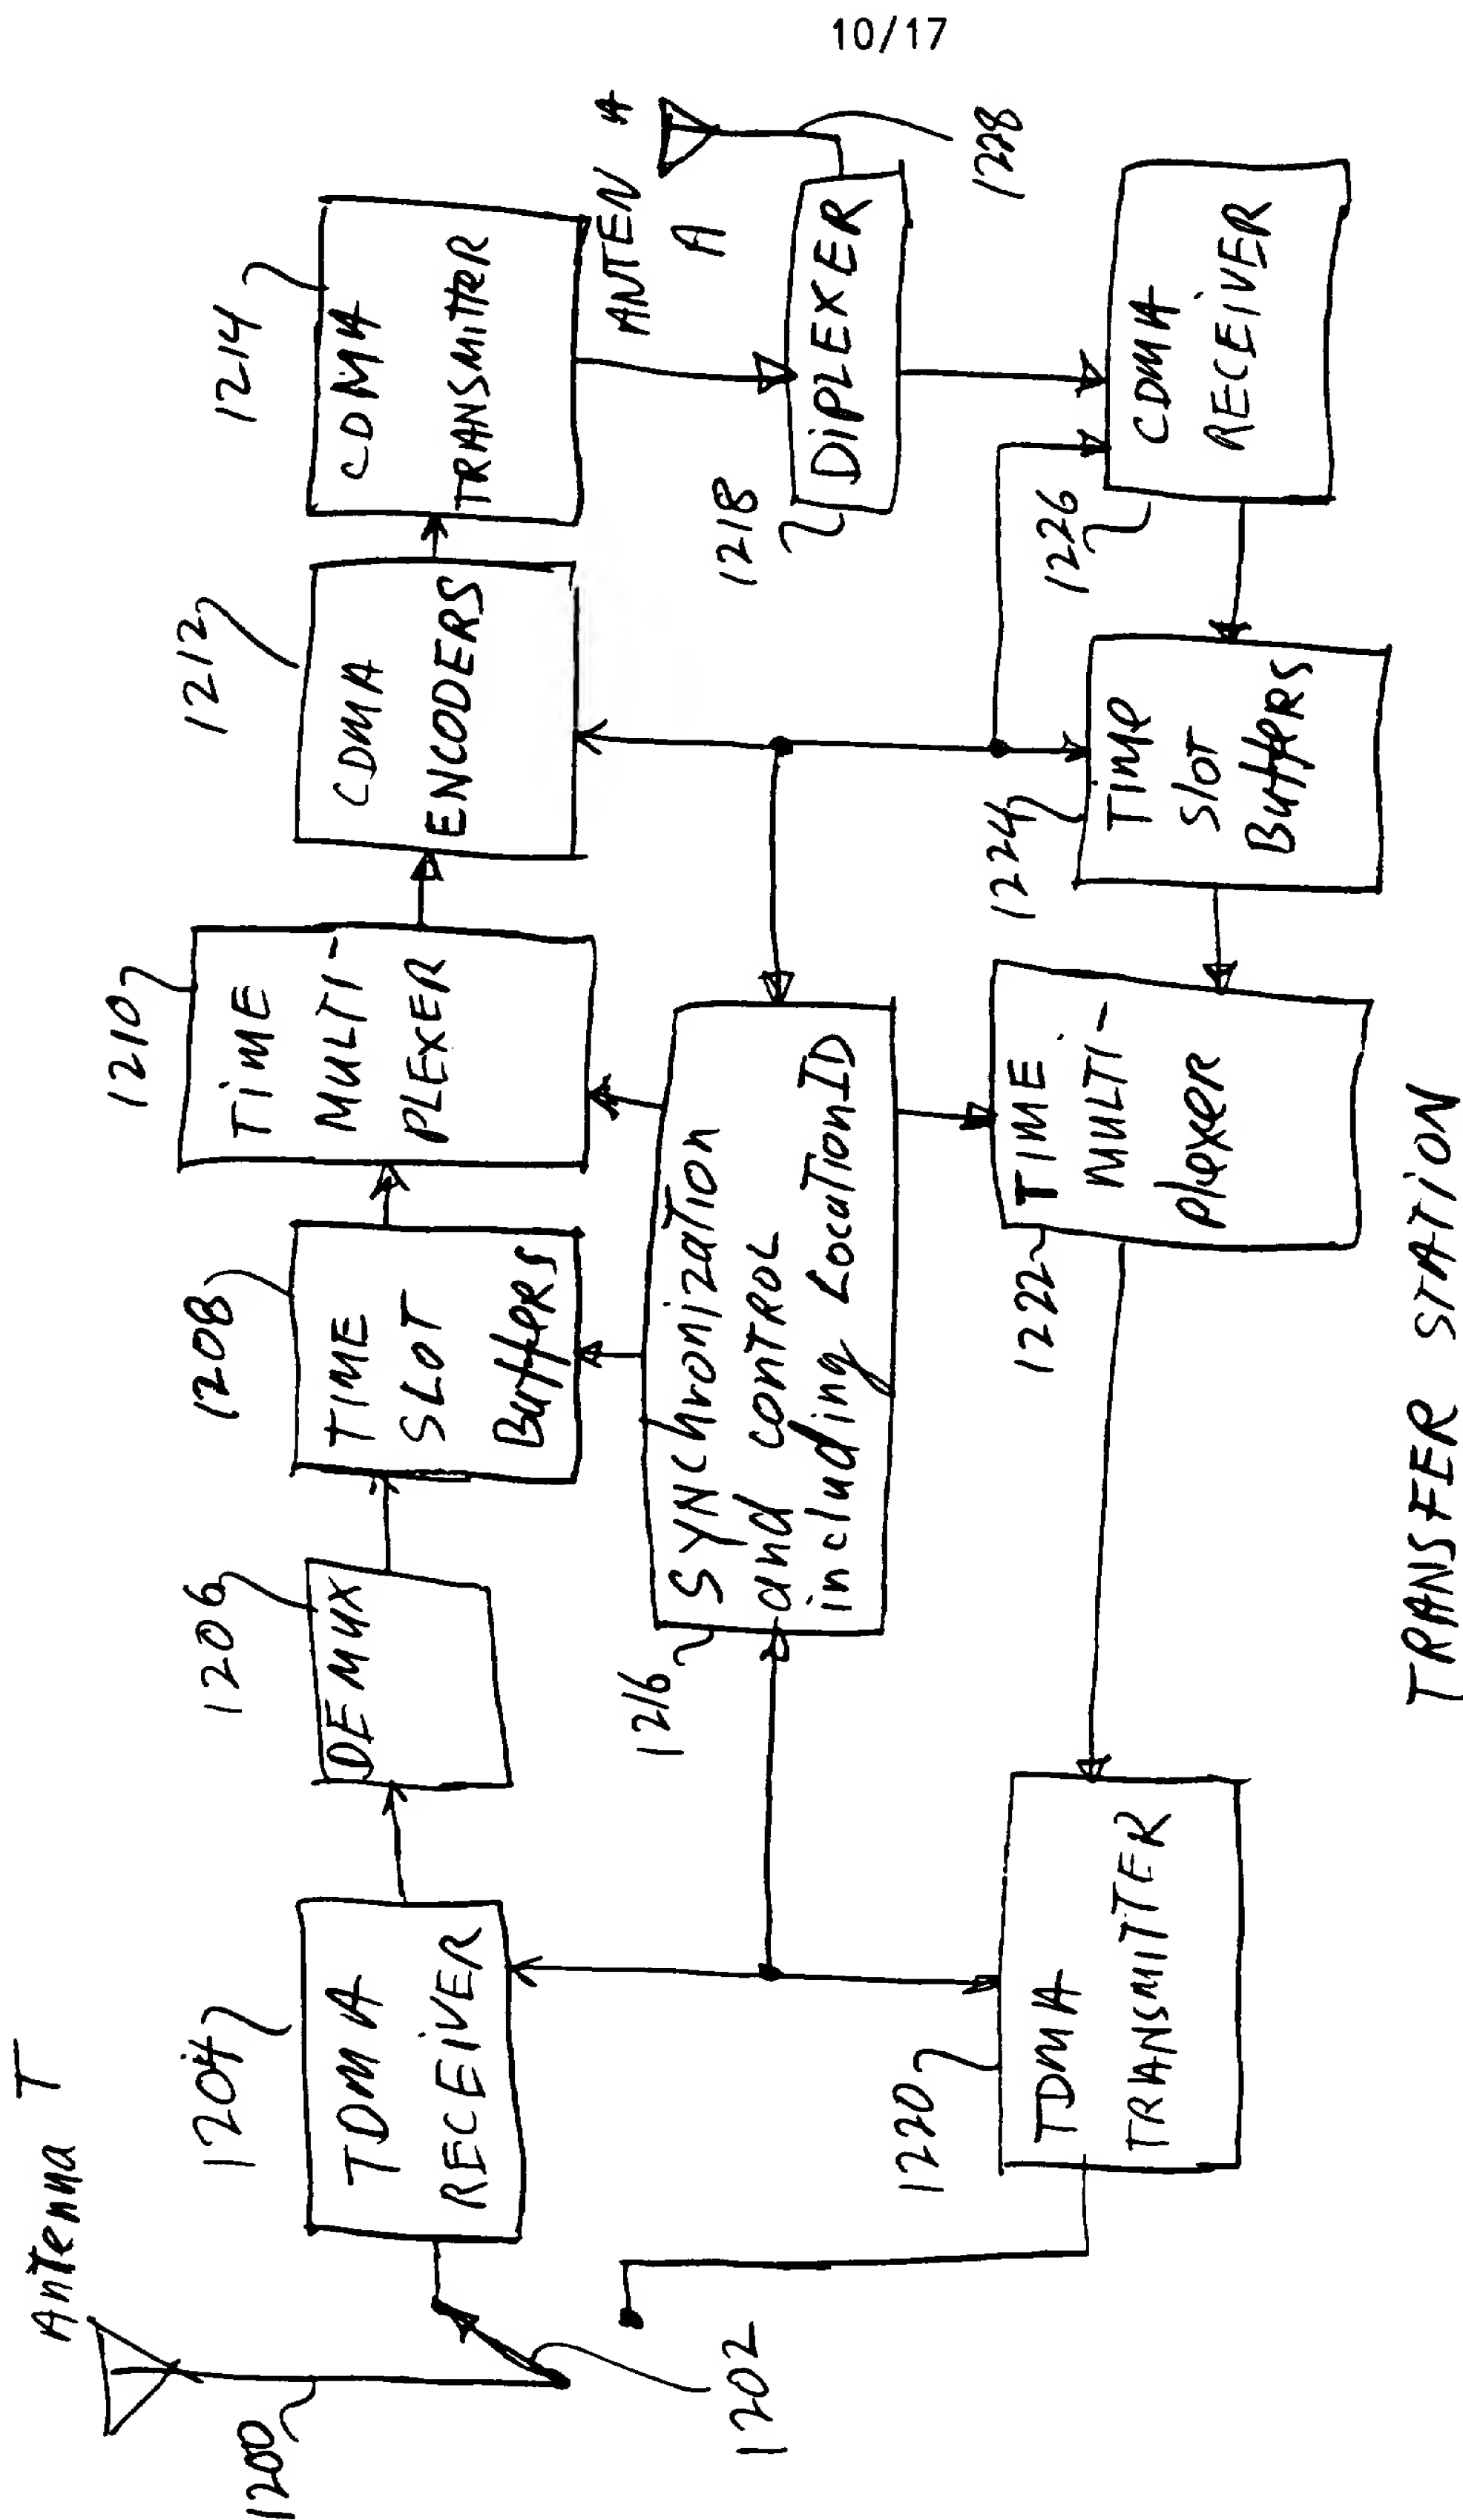 10/17
Antenna T
1200
1202
1204
TDMA
RECEIVER
1206
DEMUX
1208
TIME
SLOT
Buffers
1210
TIME
MULTI-
PLEXER
1212
CDMA
ENCODERS
1214
CDMA
TRANSMITTER
ANTENA
A
1228
1218
DIPLEXER
1216
SYNChronization
and control
including Location-ID
1220
TDMA
TRANSMITTER
1222
TIME
MULTI-
plexer
1224
TIME
Slot
Buffers
1226
CDMA
RECEIVER
TRANSFER STATION